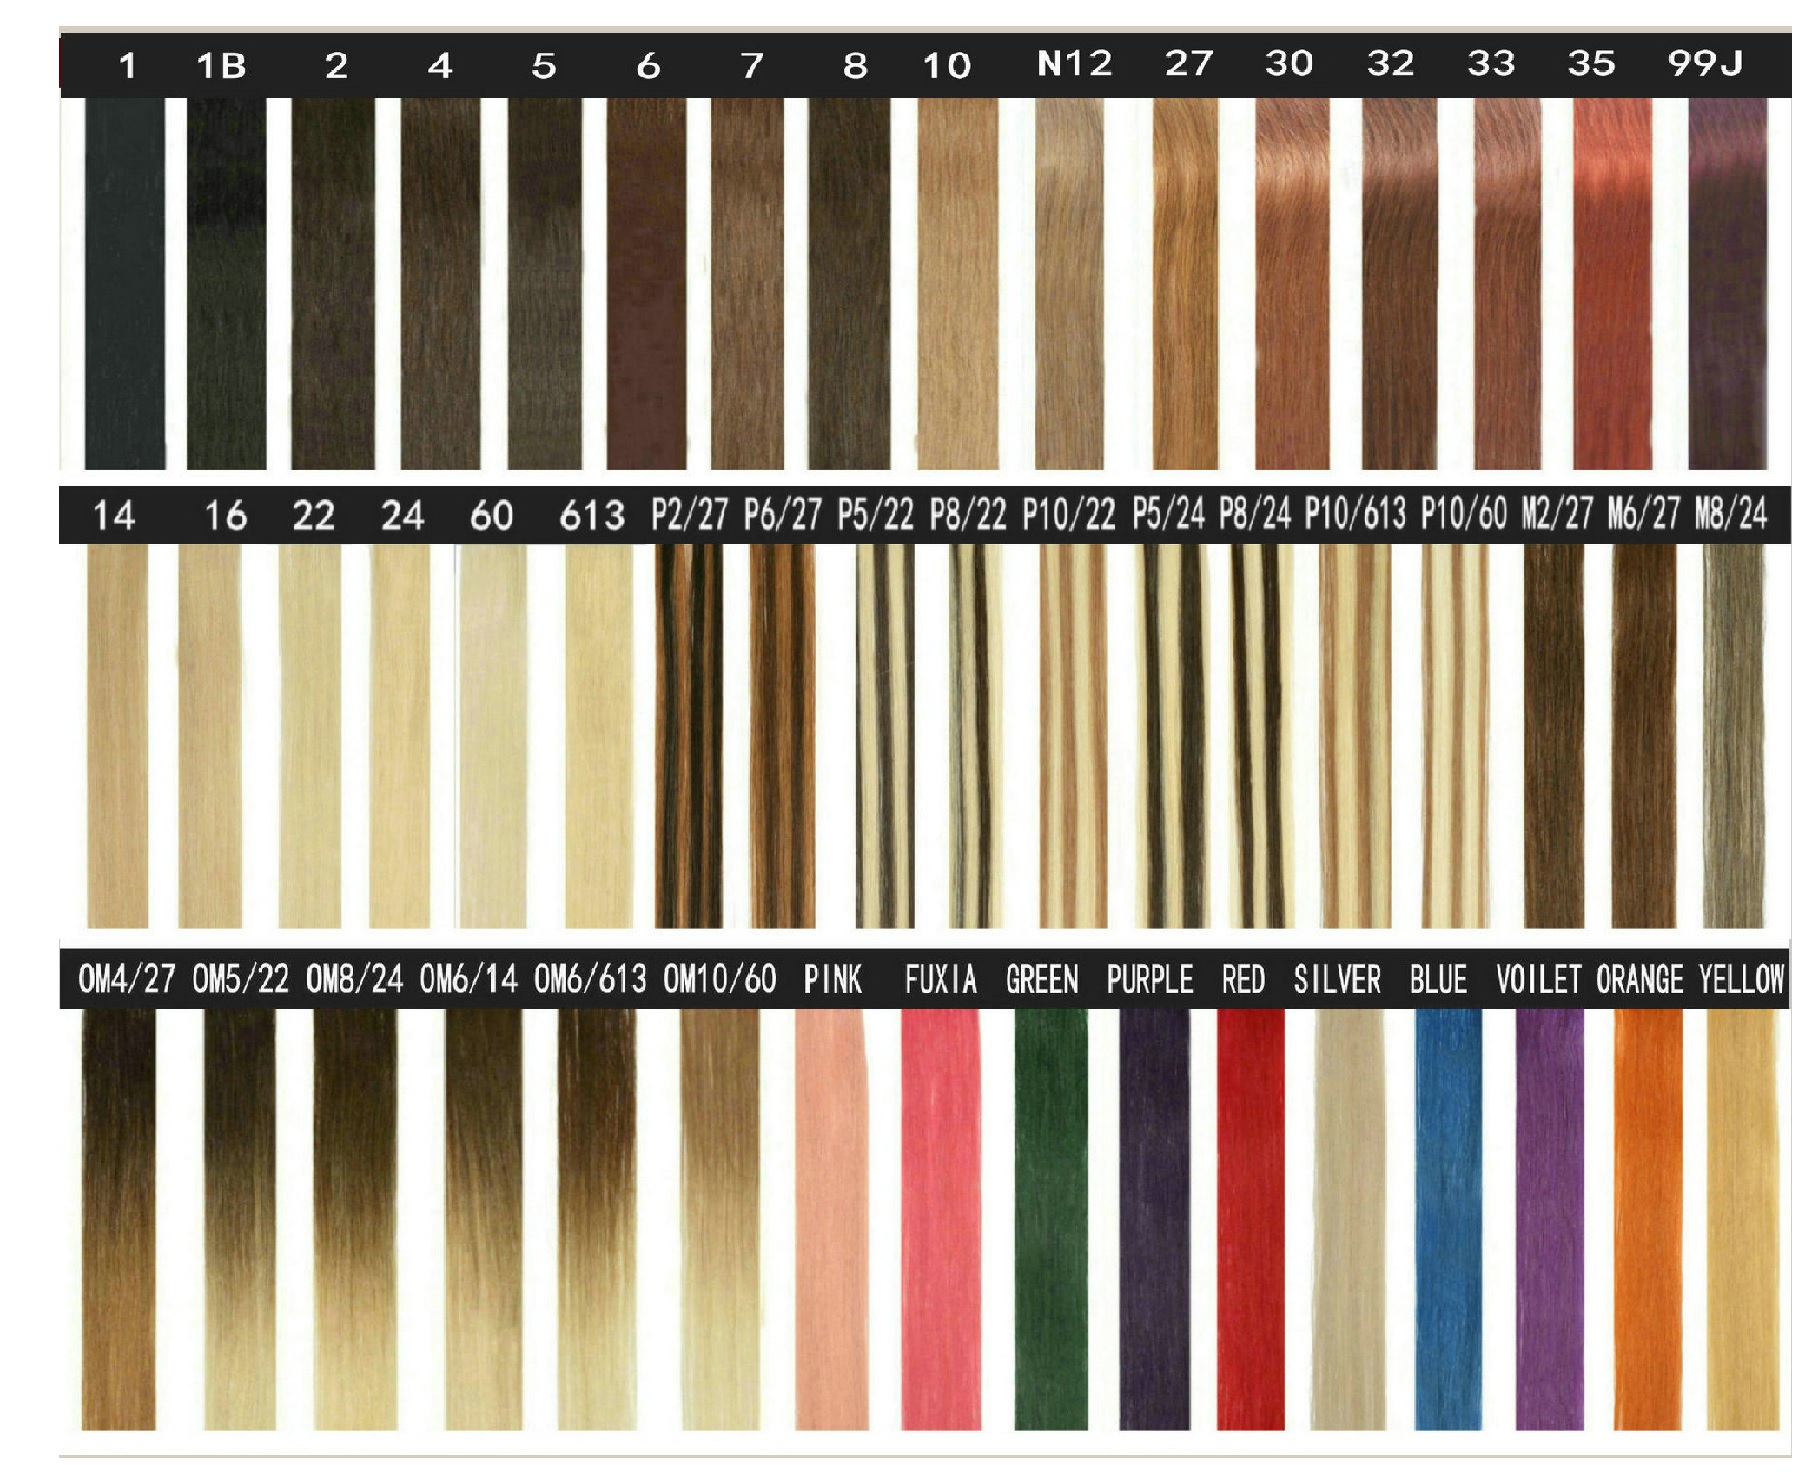 1 1B 2 4 5 6 7 8 10 N12 27 30 32 33 35 99J
14 16 22 24 60 613 P2/27 P6/27 P5/22 P8/22 P10/22 P5/24 P8/24 P10/613 P10/60 M2/27 M6/27 M8/24
OM4/27 OM5/22 OM8/24 OM6/14 OM6/613 OM10/60 PINK FUXIA GREEN PURPLE RED SILVER BLUE VOILET ORANGE YELLOW